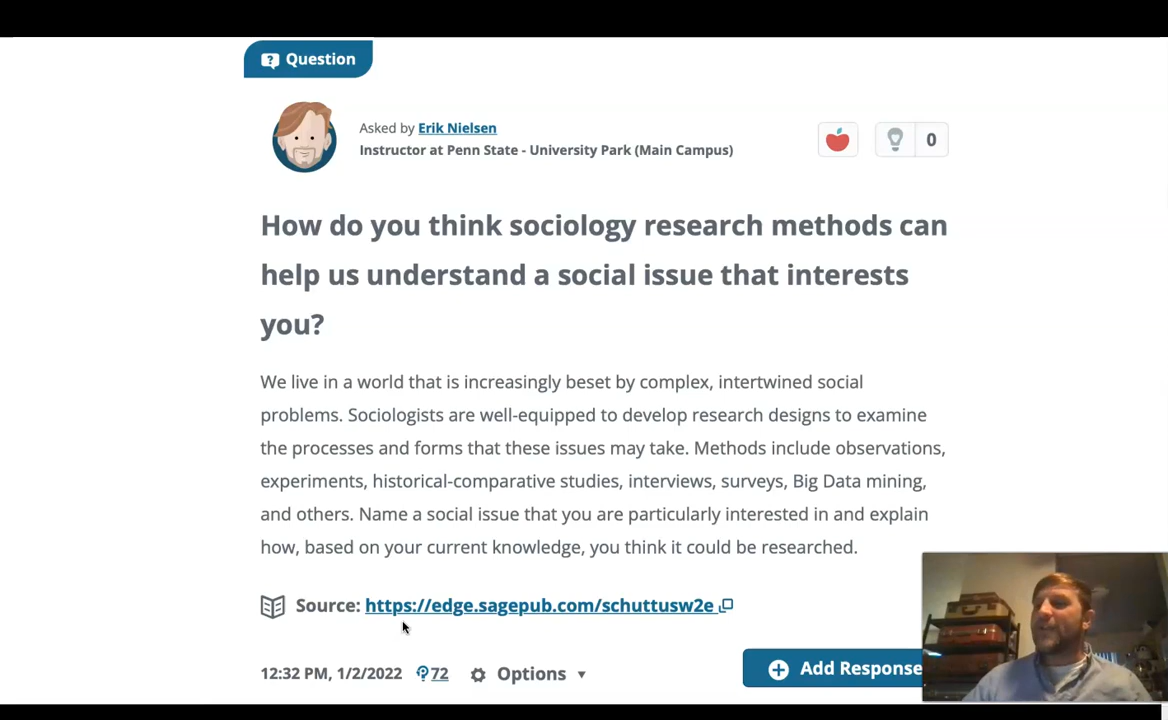 Question
Asked by Erik Nielsen
Instructor at Penn State - University Park (Main Campus)
0
How do you think sociology research methods can
help us understand a social issue that interests
you?
We live in a world that is increasingly beset by complex, intertwined social
problems. Sociologists are well-equipped to develop research designs to examine
the processes and forms that these issues may take. Methods include observations,
experiments, historical-comparative studies, interviews, surveys, Big Data mining,
and others. Name a social issue that you are particularly interested in and explain
how, based on your current knowledge, you think it could be researched.
Source: https://edge.sagepub.com/schuttusw2e
12:32 PM, 1/2/2022 72 Options
Add Response